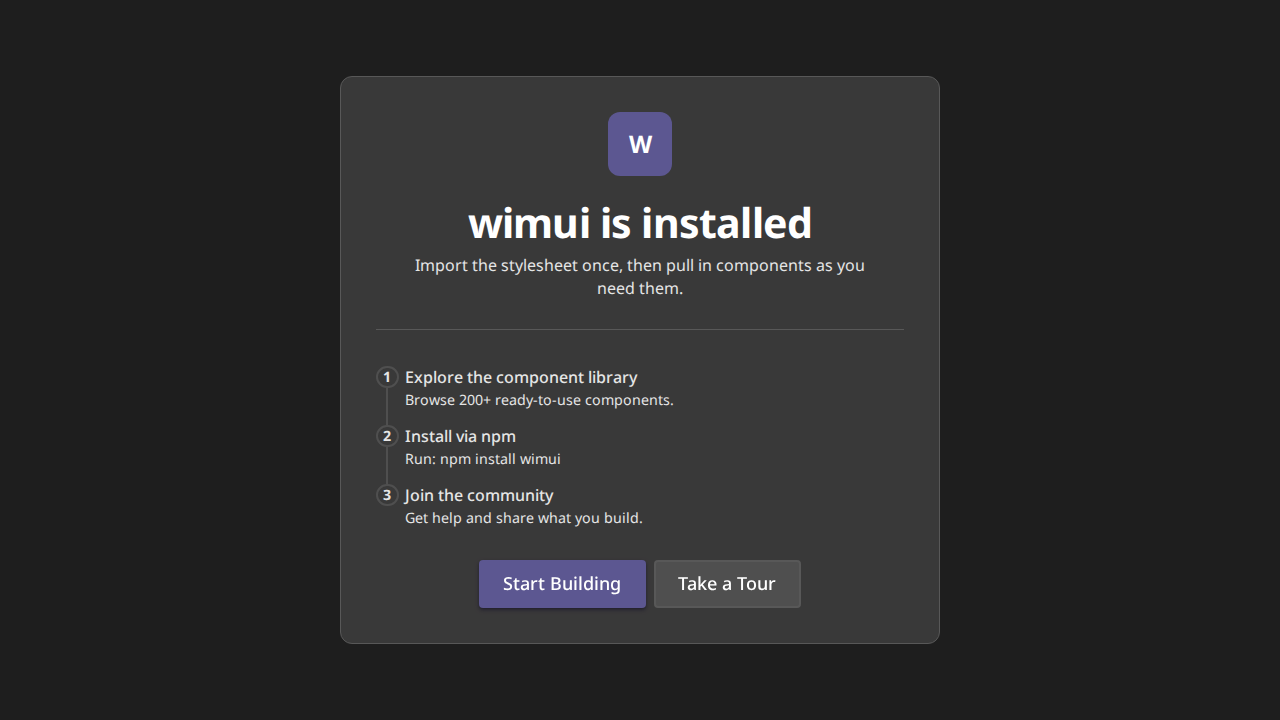 W
wimui is installed
Import the stylesheet once, then pull in components as you
need them.
1 Explore the component library
Browse 200+ ready-to-use components.
2 Install via npm
Run: npm install wimui
3 Join the community
Get help and share what you build.
Start Building Take a Tour